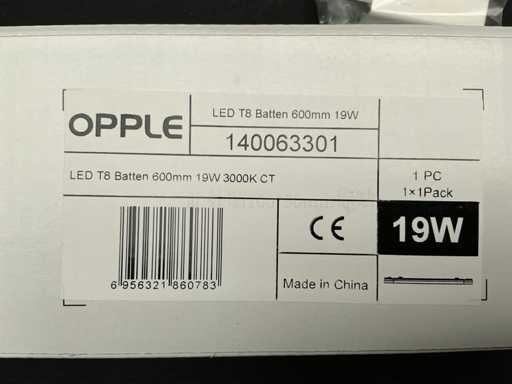 OPPLE
LED T8 Batten 600mm 19W
140063301
LED T8 Batten 600mm 19W 3000K CT
1 PC
1×1Pack
CE
19W
Made in China
6 956321 860783